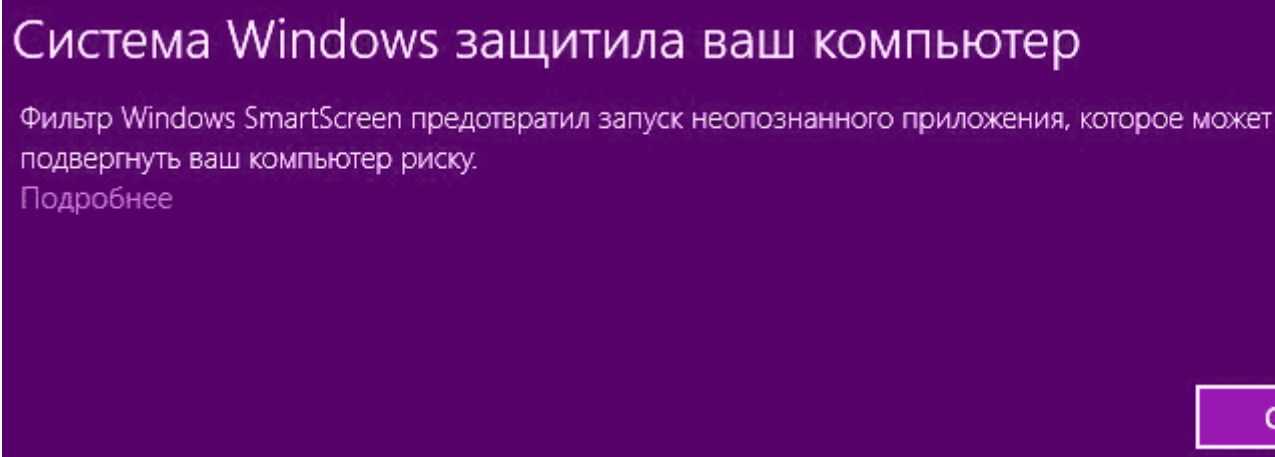 Система Windows защитила ваш компьютер
Фильтр Windows SmartScreen предотвратил запуск неопознанного приложения, которое может
подвергнуть ваш компьютер риску.
Подробнее